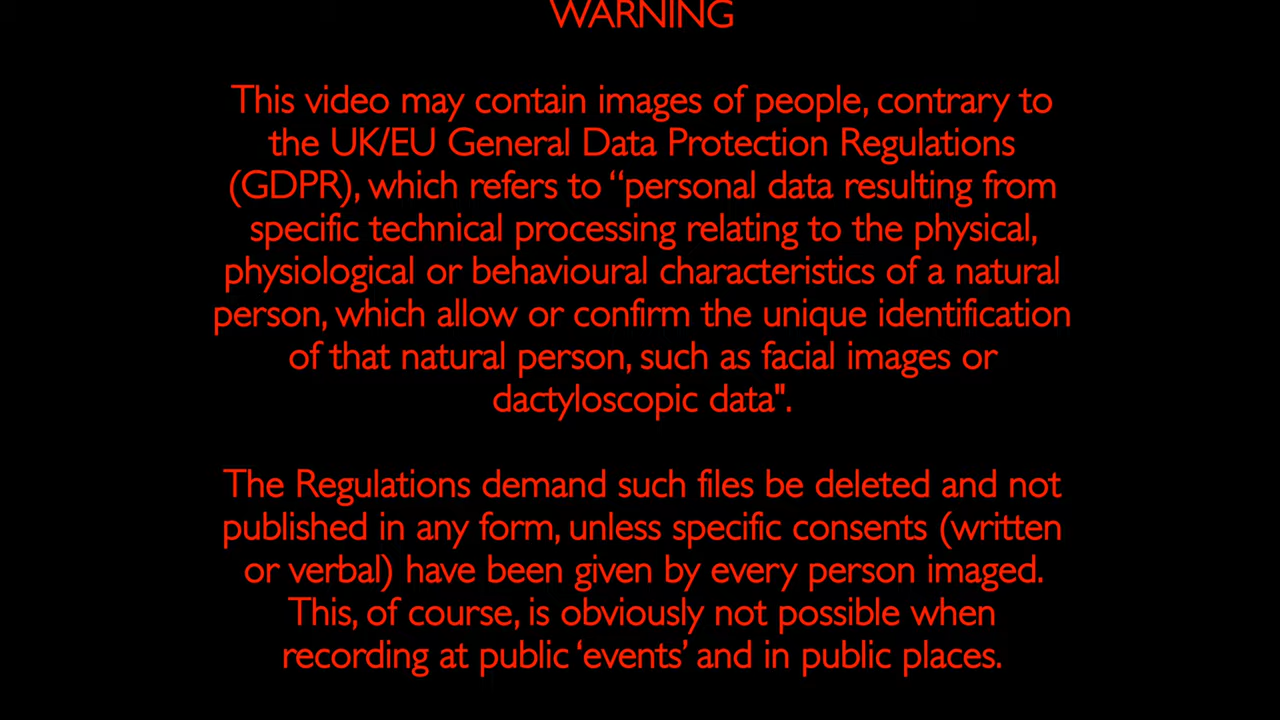 WARNING
This video may contain images of people, contrary to
the UK/EU General Data Protection Regulations
(GDPR), which refers to “personal data resulting from
specific technical processing relating to the physical,
physiological or behavioural characteristics of a natural
person, which allow or confirm the unique identification
of that natural person, such as facial images or
dactyloscopic data".
The Regulations demand such files be deleted and not
published in any form, unless specific consents (written
or verbal) have been given by every person imaged.
This, of course, is obviously not possible when
recording at public ‘events’ and in public places.